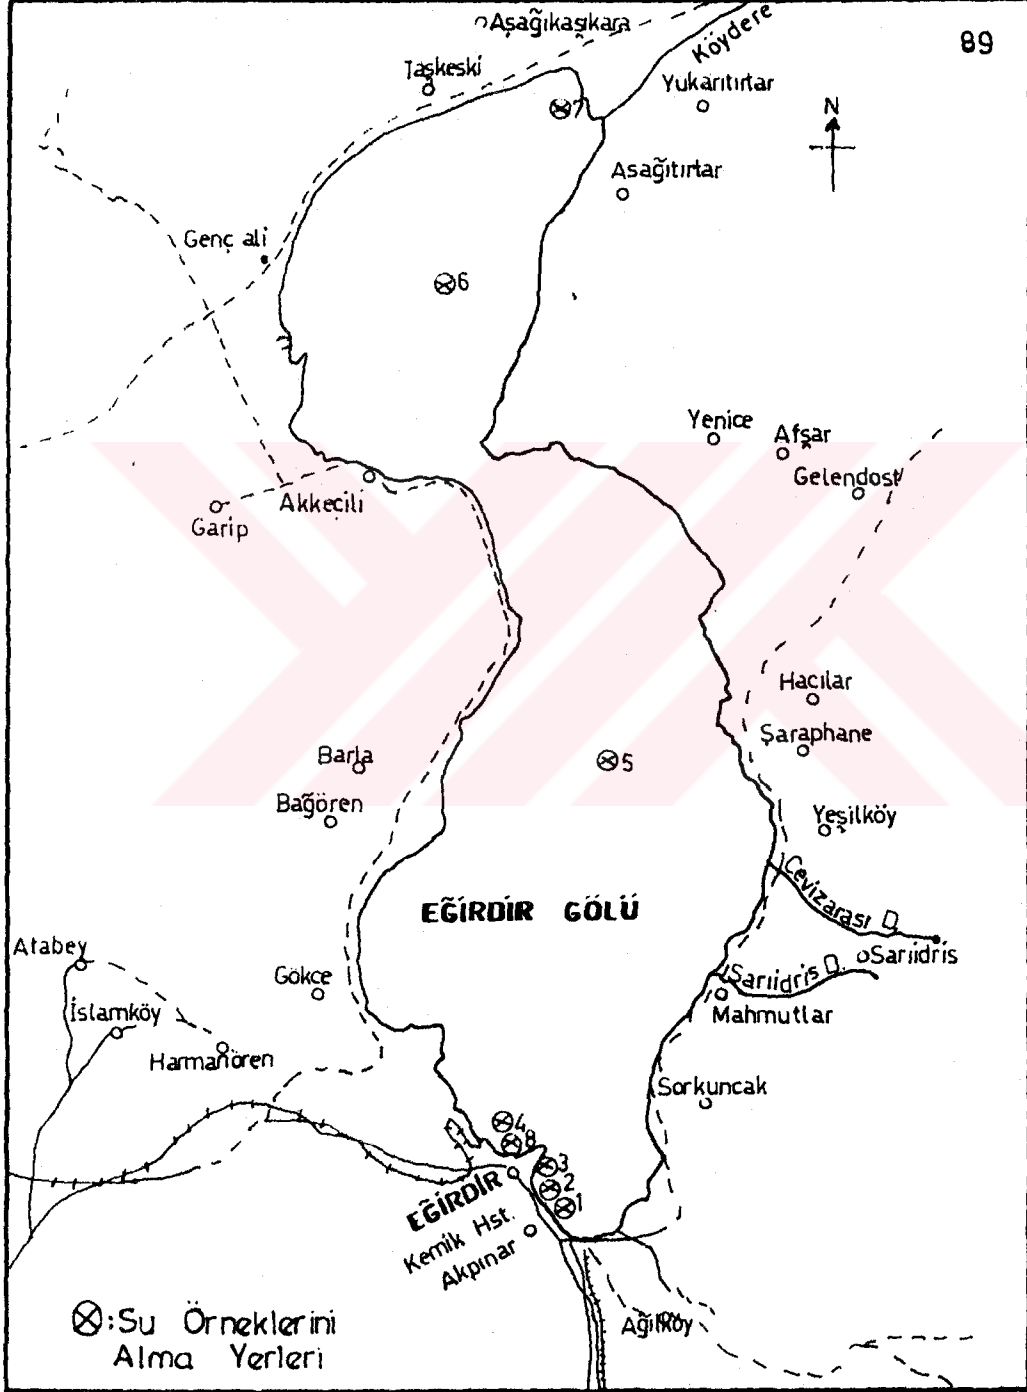 89
Aşağıkaşıkara
Köydere
Taşkeski
Yukarıtırtar
7
N
Asağıtırtar
Genç ali
6
Yenice
Afşar
Gelendost
Akkeçili
Garip
Hacılar
Şaraphane
Barla
5
Bağören
Yeşilköy
Cevizarası D.
EĞİRDİR GÖLÜ
Atabey
Sarıidris
Sarıidris D.
Gökçe
İslamköy
Mahmutlar
Harmanören
Sorkuncak
4
8
3
2
1
EĞİRDİR
Kemik Hst.
Akpınar
Ağılköy
⊗:Su Örneklerini
Alma Yerleri